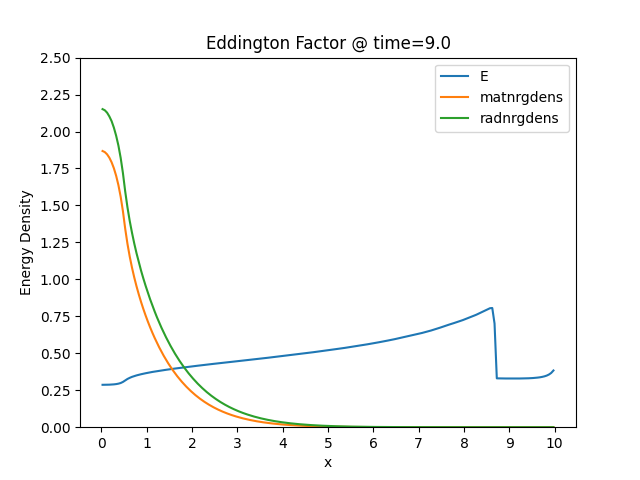 Eddington Factor @ time=9.0
E
matnrgdens
radnrgdens
Energy Density
2.50
2.25
2.00
1.75
1.50
1.25
1.00
0.75
0.50
0.25
0.00
0 1 2 3 4 5 6 7 8 9 10
x